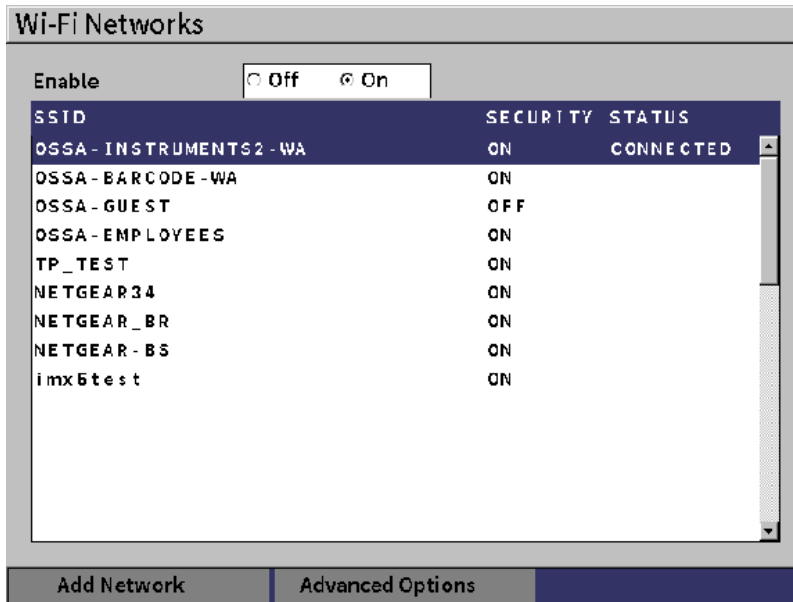 Wi-Fi Networks
Enable Off On
SSID SECURITY STATUS
OSSA-INSTRUMENTS2-WA ON CONNECTED
OSSA-BARCODE-WA ON
OSSA-GUEST OFF
OSSA-EMPLOYEES ON
TP_TEST ON
NETGEAR34 ON
NETGEAR_BR ON
NETGEAR-BS ON
imx6test ON
Add Network Advanced Options